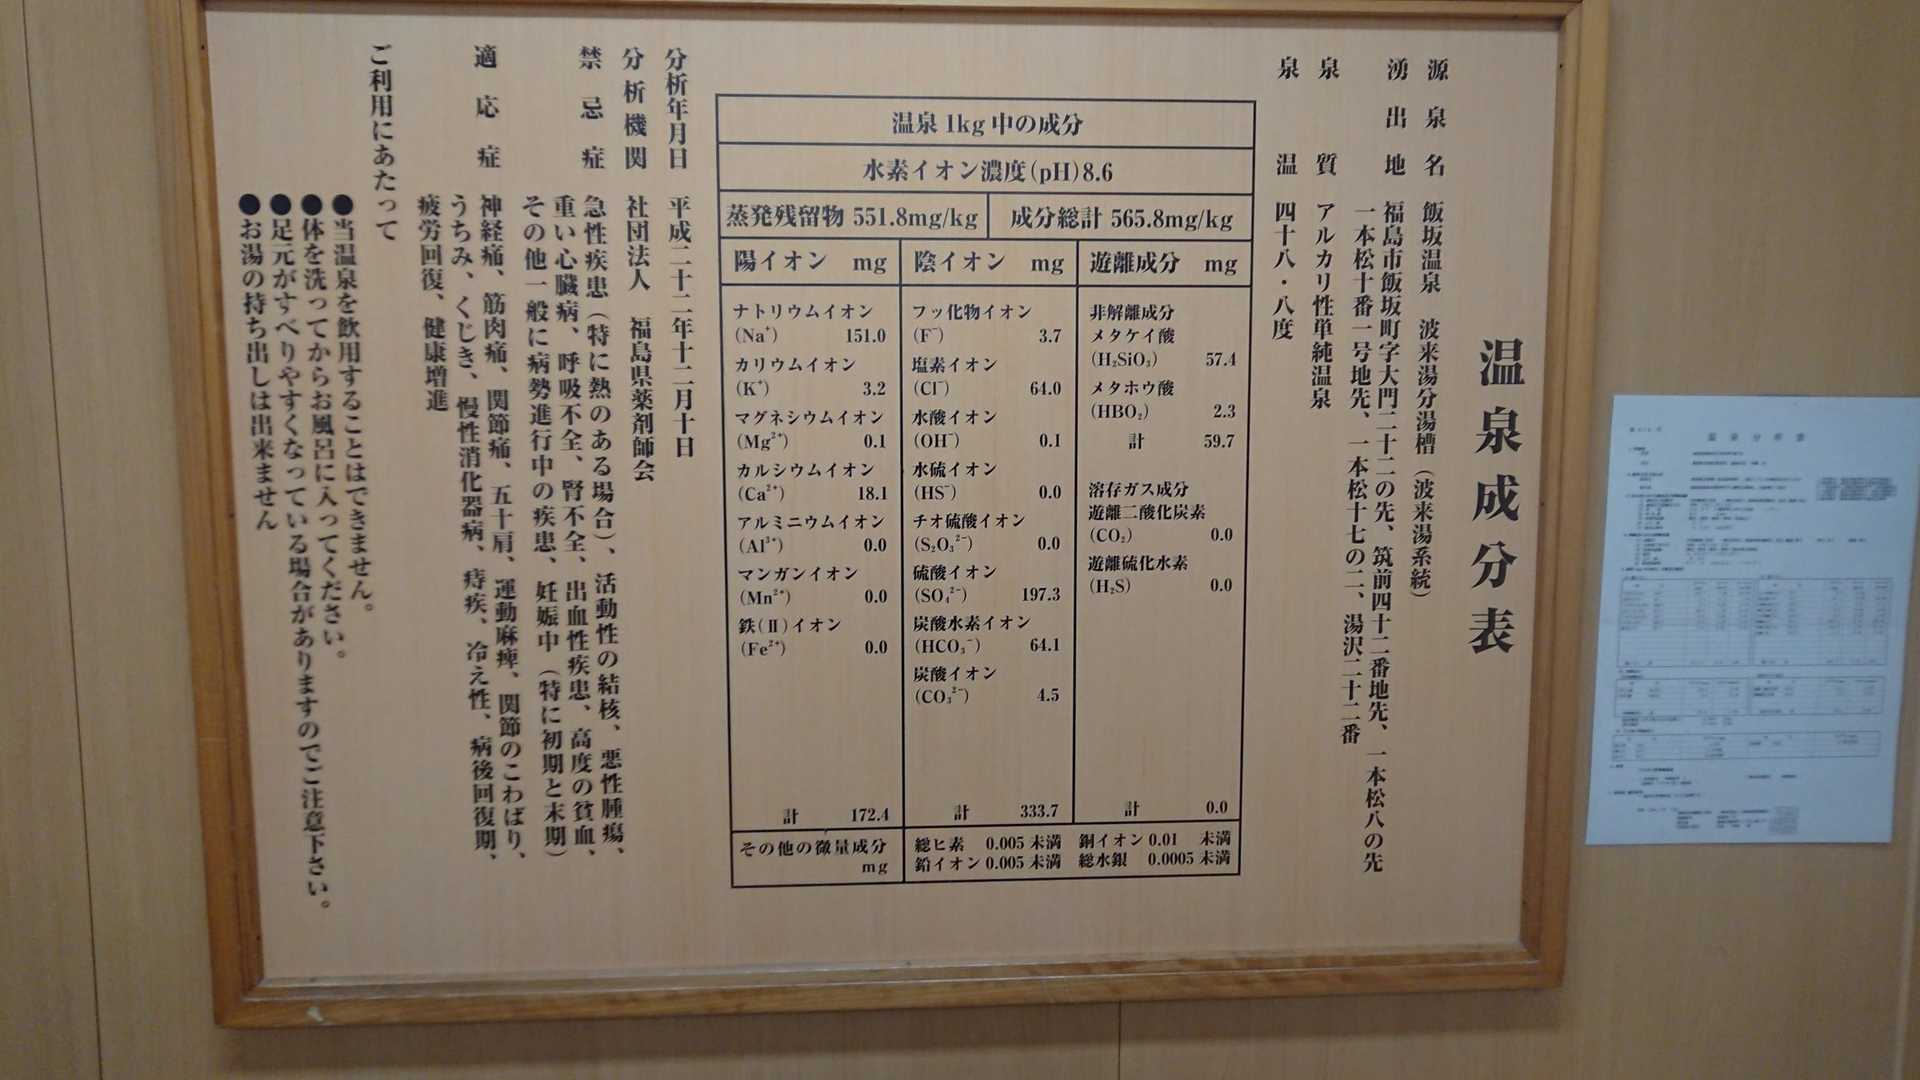 温泉成分表
源泉名 飯坂温泉 波来湯分湯槽（波来湯系統）
湧出地 福島市飯坂町字大門二十二の先、筑前四十二番地先、一本松八の先
一本松十番一号地先、一本松十七の二、湯沢二十二番
泉質 アルカリ性単純温泉
泉温 四十八・八度
温泉1kg中の成分
水素イオン濃度(pH)8.6
蒸発残留物 551.8mg/kg 成分総計 565.8mg/kg
陽イオン mg
ナトリウムイオン
(Na⁺) 151.0
カリウムイオン
(K⁺) 3.2
マグネシウムイオン
(Mg²⁺) 0.1
カルシウムイオン
(Ca²⁺) 18.1
アルミニウムイオン
(Al³⁺) 0.0
マンガンイオン
(Mn²⁺) 0.0
鉄(Ⅱ)イオン
(Fe²⁺) 0.0
計 172.4
陰イオン mg
フッ化物イオン
(F⁻) 3.7
塩素イオン
(Cl⁻) 64.0
水酸イオン
(OH⁻) 0.1
水硫イオン
(HS⁻) 0.0
チオ硫酸イオン
(S₂O₃²⁻) 0.0
硫酸イオン
(SO₄²⁻) 197.3
炭酸水素イオン
(HCO₃⁻) 64.1
炭酸イオン
(CO₃²⁻) 4.5
計 333.7
遊離成分 mg
非解離成分
メタケイ酸
(H₂SiO₃) 57.4
メタホウ酸
(HBO₂) 2.3
計 59.7
溶存ガス成分
遊離二酸化炭素
(CO₂) 0.0
遊離硫化水素
(H₂S) 0.0
計 0.0
その他の微量成分
mg
総ヒ素 0.005 未満 銅イオン 0.01 未満
鉛イオン 0.005 未満 総水銀 0.0005 未満
分析年月日 平成二十二年十二月十日
分析機関 社団法人 福島県薬剤師会
禁忌症 急性疾患（特に熱のある場合）、活動性の結核、悪性腫瘍、
重い心臓病、呼吸不全、腎不全、出血性疾患、高度の貧血、
その他一般に病勢進行中の疾患、妊娠中（特に初期と末期）
適応症 神経痛、筋肉痛、関節痛、五十肩、運動麻痺、関節のこわばり、
うちみ、くじき、慢性消化器病、痔疾、冷え性、病後回復期、
疲労回復、健康増進
ご利用にあたって
●当温泉を飲用することはできません。
●体を洗ってからお風呂に入ってください。
●足元がすべりやすくなっている場合がありますのでご注意下さい。
●お湯の持ち出しは出来ません
温泉分析書